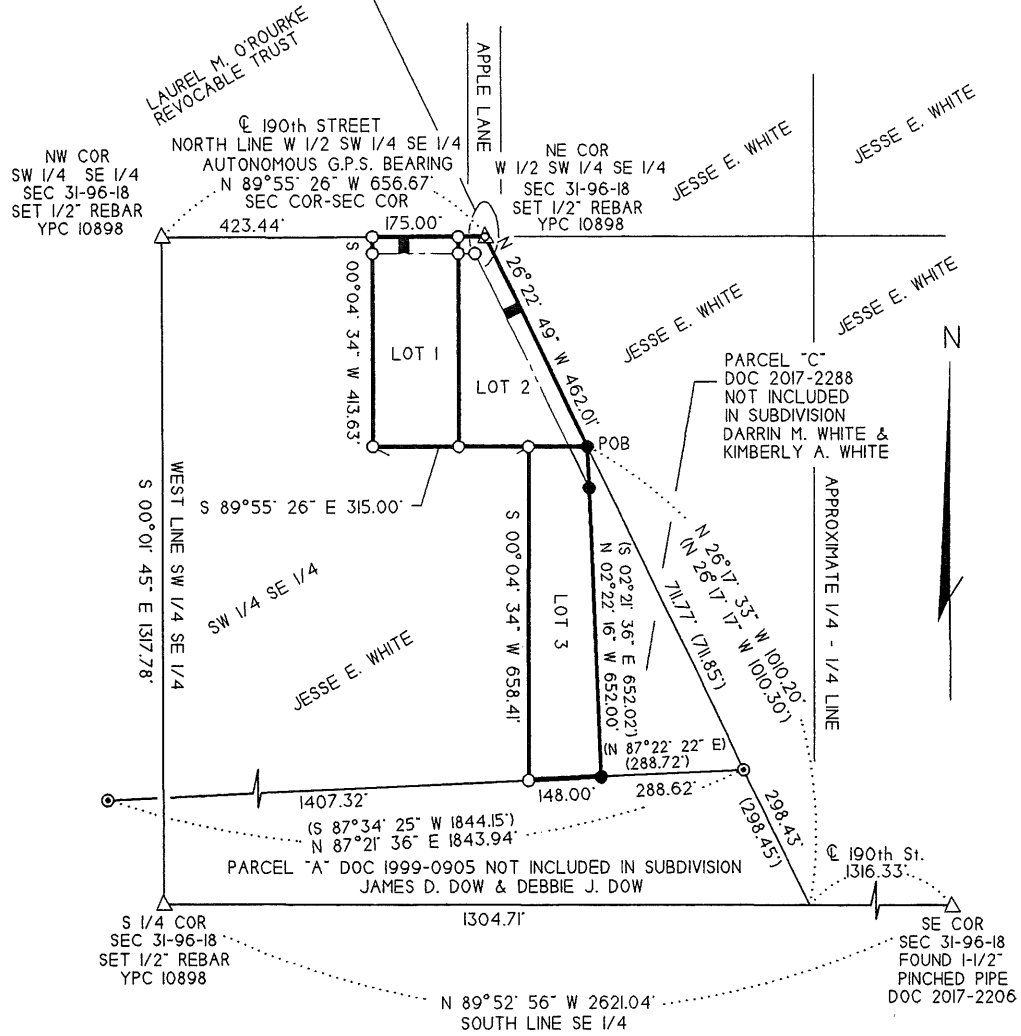 LAUREL M. O'ROURKE
REVOCABLE TRUST
APPLE LANE
℄ 190th STREET
NORTH LINE W 1/2 SW 1/4 SE 1/4
AUTONOMOUS G.P.S. BEARING
N 89°55' 26" W 656.67'
SEC COR-SEC COR
NW COR
SW 1/4 SE 1/4
SEC 31-96-18
SET 1/2" REBAR
YPC 10898
NE COR
W 1/2 SW 1/4 SE 1/4
SEC 31-96-18
SET 1/2" REBAR
YPC 10898
JESSE E. WHITE
JESSE E. WHITE
423.44'
175.00'
S 00°04' 34" W 413.63'
LOT 1
LOT 2
N 26°22' 49" W 462.01'
JESSE E. WHITE
JESSE E. WHITE
N
PARCEL "C"
DOC 2017-2288
NOT INCLUDED
IN SUBDIVISION
DARRIN M. WHITE &
KIMBERLY A. WHITE
POB
S 89°55' 26" E 315.00'
WEST LINE SW 1/4 SE 1/4
S 00°01' 45" E 1317.78'
SW 1/4 SE 1/4
JESSE E. WHITE
S 00°04' 34" W 658.41'
LOT 3
(S 02°21' 36" E 652.02')
N 02°22' 16" W 652.00'
711.77' (711.85')
N 26°17' 33" W 1010.20'
(N 26°17' 17" W 1010.30')
APPROXIMATE 1/4 - 1/4 LINE
(N 87°22' 22" E)
(288.72')
1407.32'
148.00'
288.62'
(S 87°34' 25" W 1844.15')
N 87°21' 36" E 1843.94'
298.43'
(298.45')
PARCEL "A" DOC 1999-0905 NOT INCLUDED IN SUBDIVISION
JAMES D. DOW & DEBBIE J. DOW
℄ 190th St.
1316.33'
1304.71'
S 1/4 COR
SEC 31-96-18
SET 1/2" REBAR
YPC 10898
SE COR
SEC 31-96-18
FOUND 1-1/2"
PINCHED PIPE
DOC 2017-2206
N 89°52' 56" W 2621.04'
SOUTH LINE SE 1/4